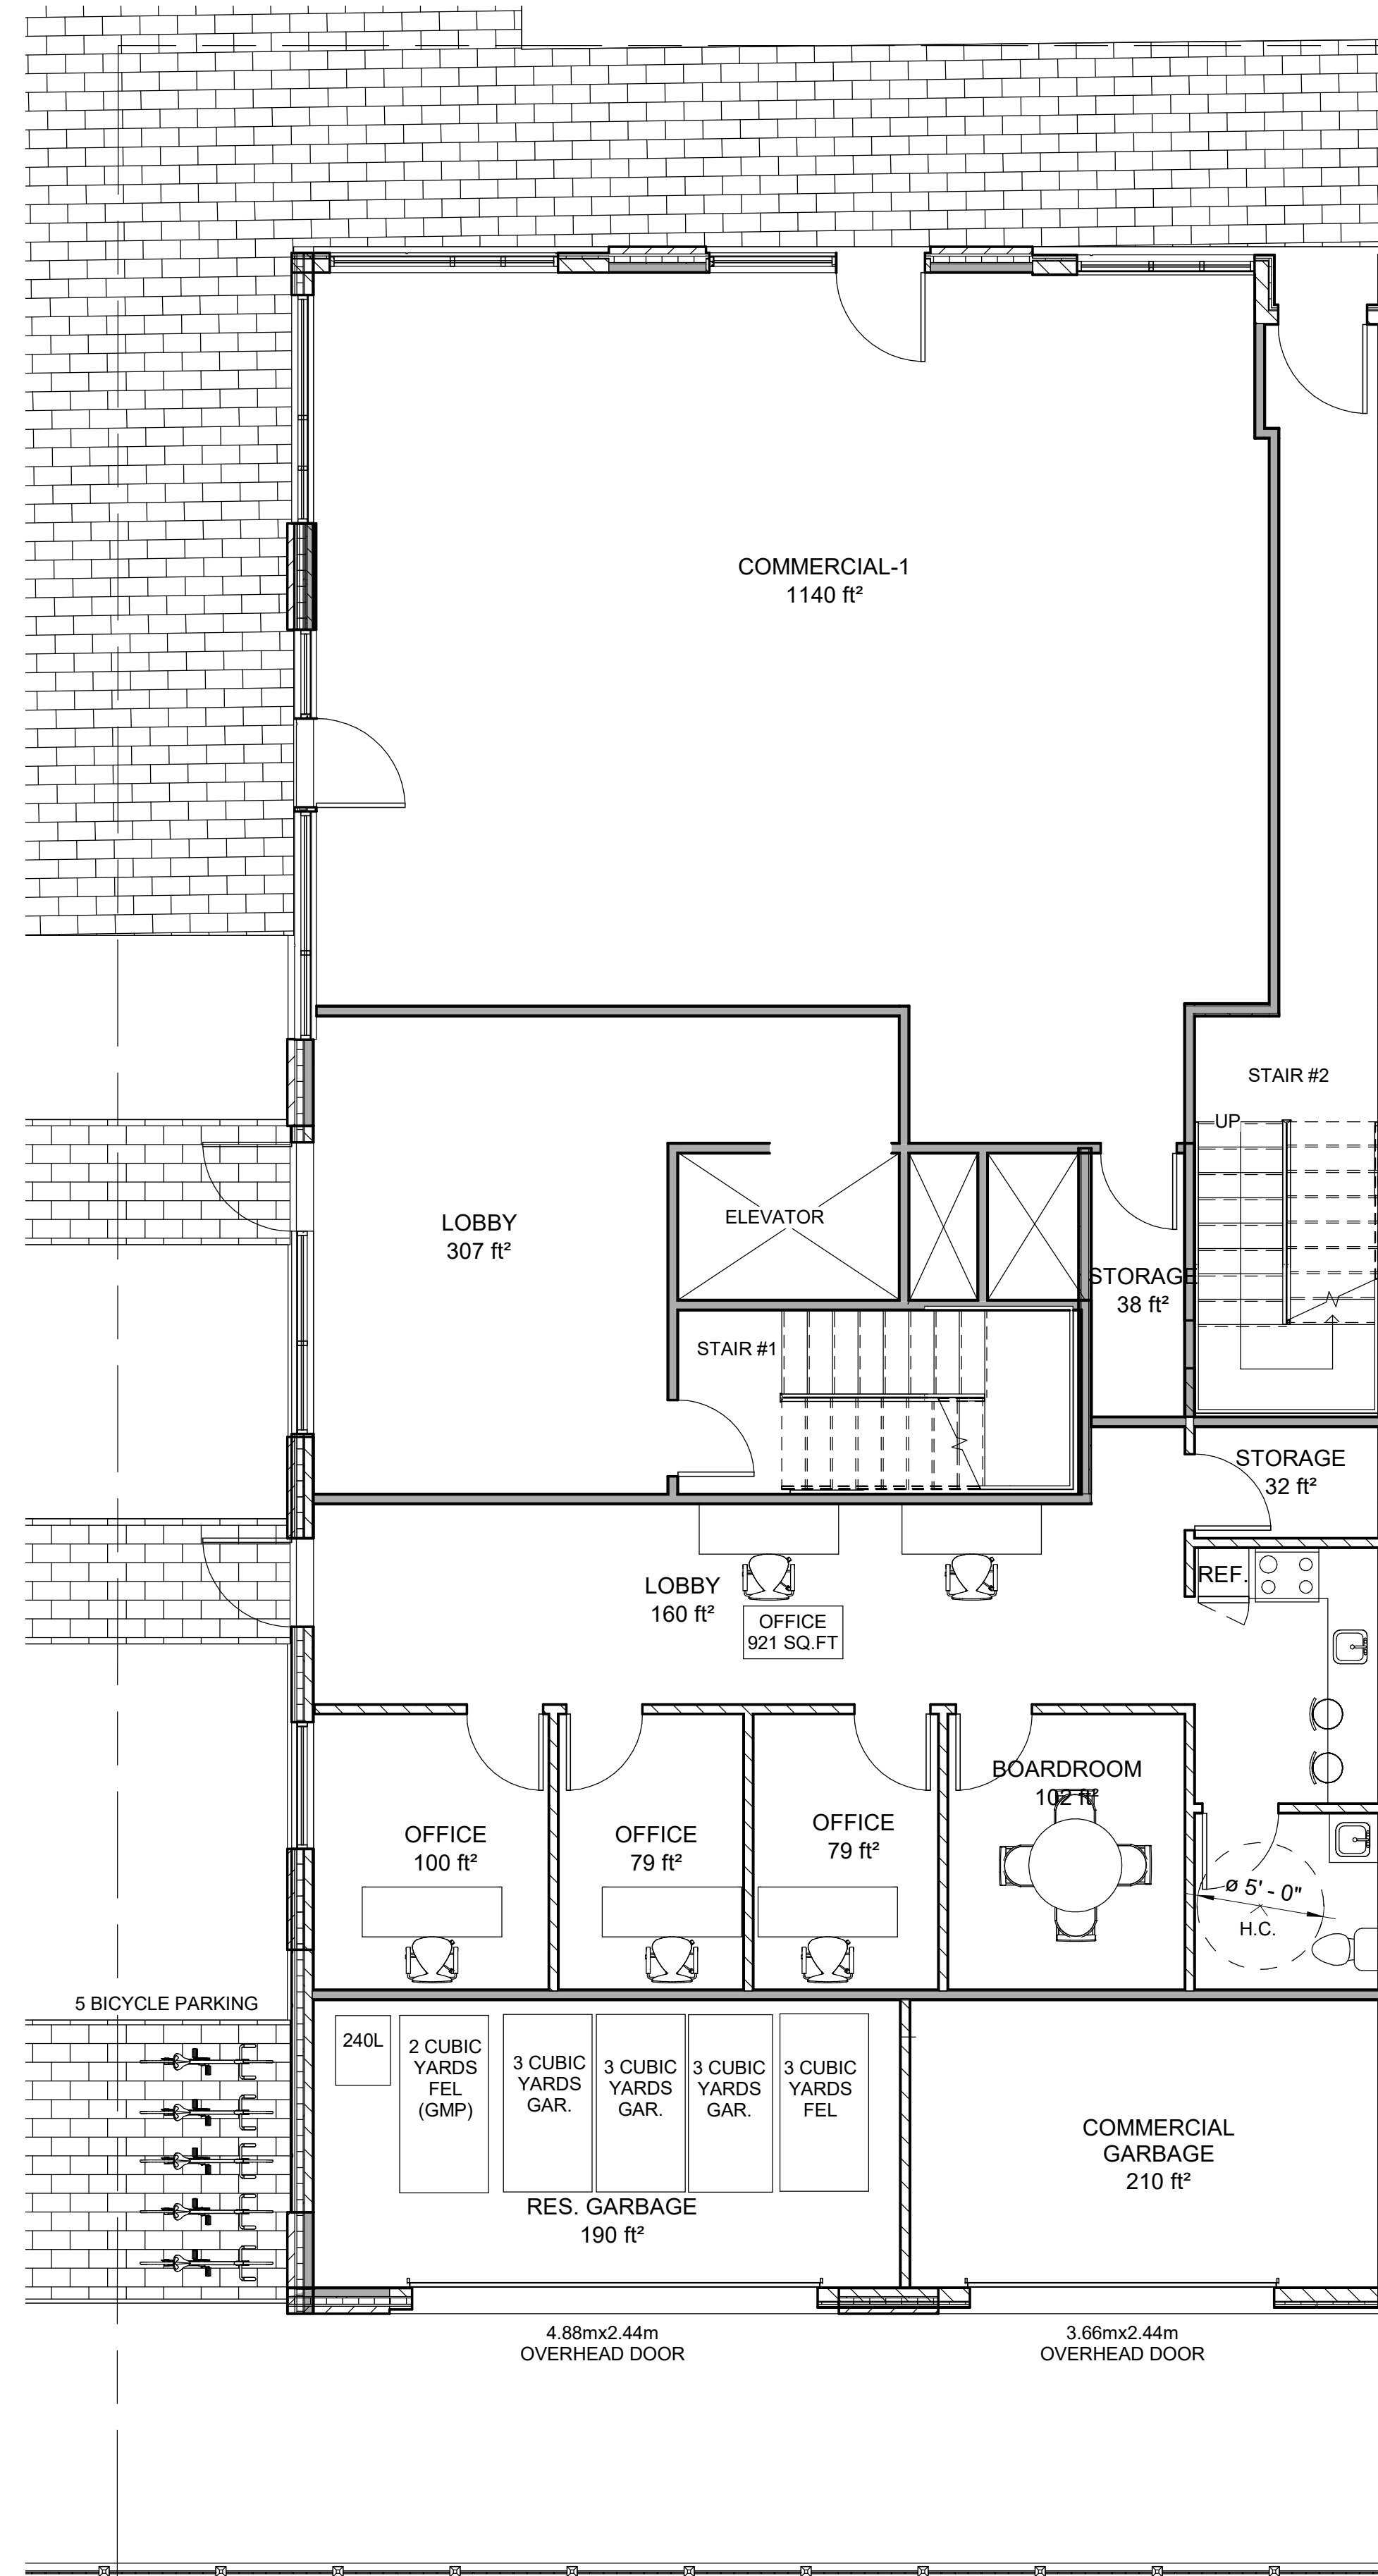 COMMERCIAL-1
1140 ft²
STAIR #2
UP
LOBBY
307 ft²
ELEVATOR
STORAGE
38 ft²
STAIR #1
STORAGE
32 ft²
LOBBY
160 ft²
OFFICE
921 SQ.FT
REF.
BOARDROOM
102 ft²
OFFICE
100 ft²
OFFICE
79 ft²
OFFICE
79 ft²
ø 5' - 0"
H.C.
5 BICYCLE PARKING
240L
2 CUBIC
YARDS
FEL
(GMP)
3 CUBIC
YARDS
GAR.
3 CUBIC
YARDS
GAR.
3 CUBIC
YARDS
GAR.
3 CUBIC
YARDS
FEL
RES. GARBAGE
190 ft²
COMMERCIAL
GARBAGE
210 ft²
4.88mx2.44m
OVERHEAD DOOR
3.66mx2.44m
OVERHEAD DOOR